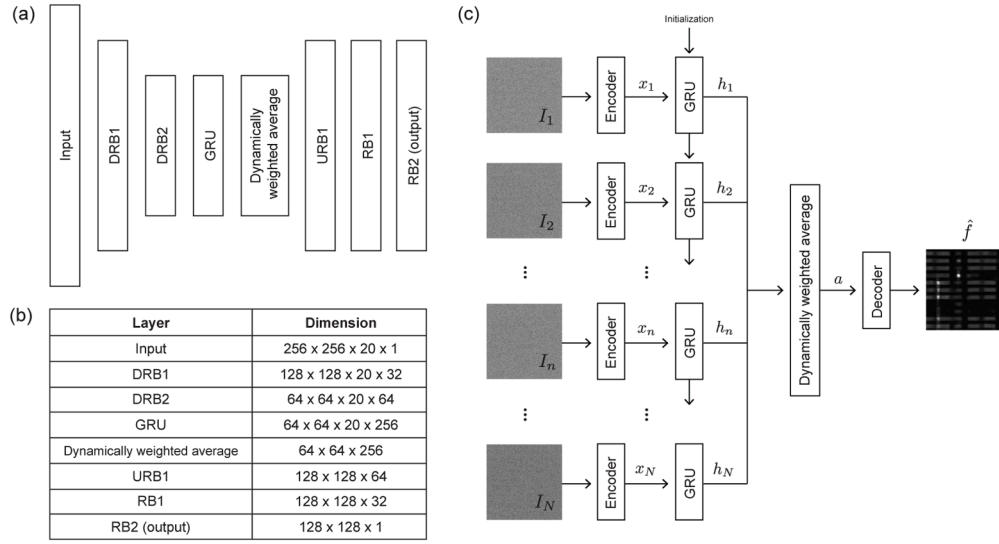 (a)
Input
DRB1
DRB2
GRU
Dynamically
weighted average
URB1
RB1
RB2 (output)
(b)
Layer Dimension
Input 256 x 256 x 20 x 1
DRB1 128 x 128 x 20 x 32
DRB2 64 x 64 x 20 x 64
GRU 64 x 64 x 20 x 256
Dynamically weighted average 64 x 64 x 256
URB1 128 x 128 x 64
RB1 128 x 128 x 32
RB2 (output) 128 x 128 x 1
(c)
Initialization
I₁ Encoder x₁ GRU h₁
I₂ Encoder x₂ GRU h₂
⋮ ⋮
Iₙ Encoder xₙ GRU hₙ
⋮ ⋮
I_N Encoder x_N GRU h_N
Dynamically weighted average
a
Decoder
f̂